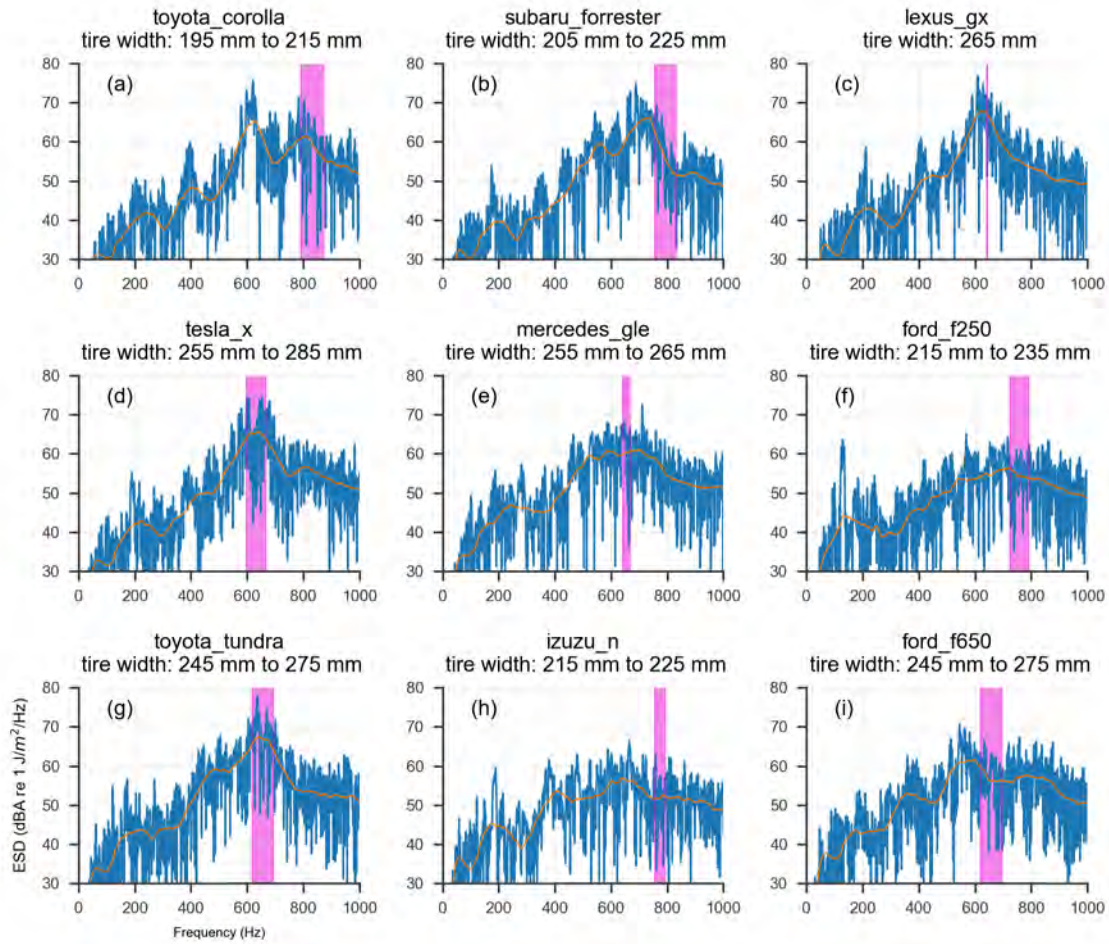 toyota_corolla
tire width: 195 mm to 215 mm
(a)
80
70
60
50
40
30
0 200 400 600 800 1000
subaru_forrester
tire width: 205 mm to 225 mm
(b)
0 200 400 600 800 1000
lexus_gx
tire width: 265 mm
(c)
80
70
60
50
40
30
0 200 400 600 800 1000
tesla_x
tire width: 255 mm to 285 mm
(d)
80
70
60
50
40
30
0 200 400 600 800 1000
mercedes_gle
tire width: 255 mm to 265 mm
(e)
80
70
60
50
40
30
0 200 400 600 800 1000
ford_f250
tire width: 215 mm to 235 mm
(f)
80
70
60
50
40
30
0 200 400 600 800 1000
toyota_tundra
tire width: 245 mm to 275 mm
(g)
80
70
60
50
40
30
0 200 400 600 800 1000
ESD (dBA re 1 J/m²/Hz)
Frequency (Hz)
izuzu_n
tire width: 215 mm to 225 mm
(h)
80
70
60
50
40
30
0 200 400 600 800 1000
ford_f650
tire width: 245 mm to 275 mm
(i)
80
70
60
50
40
30
0 200 400 600 800 1000